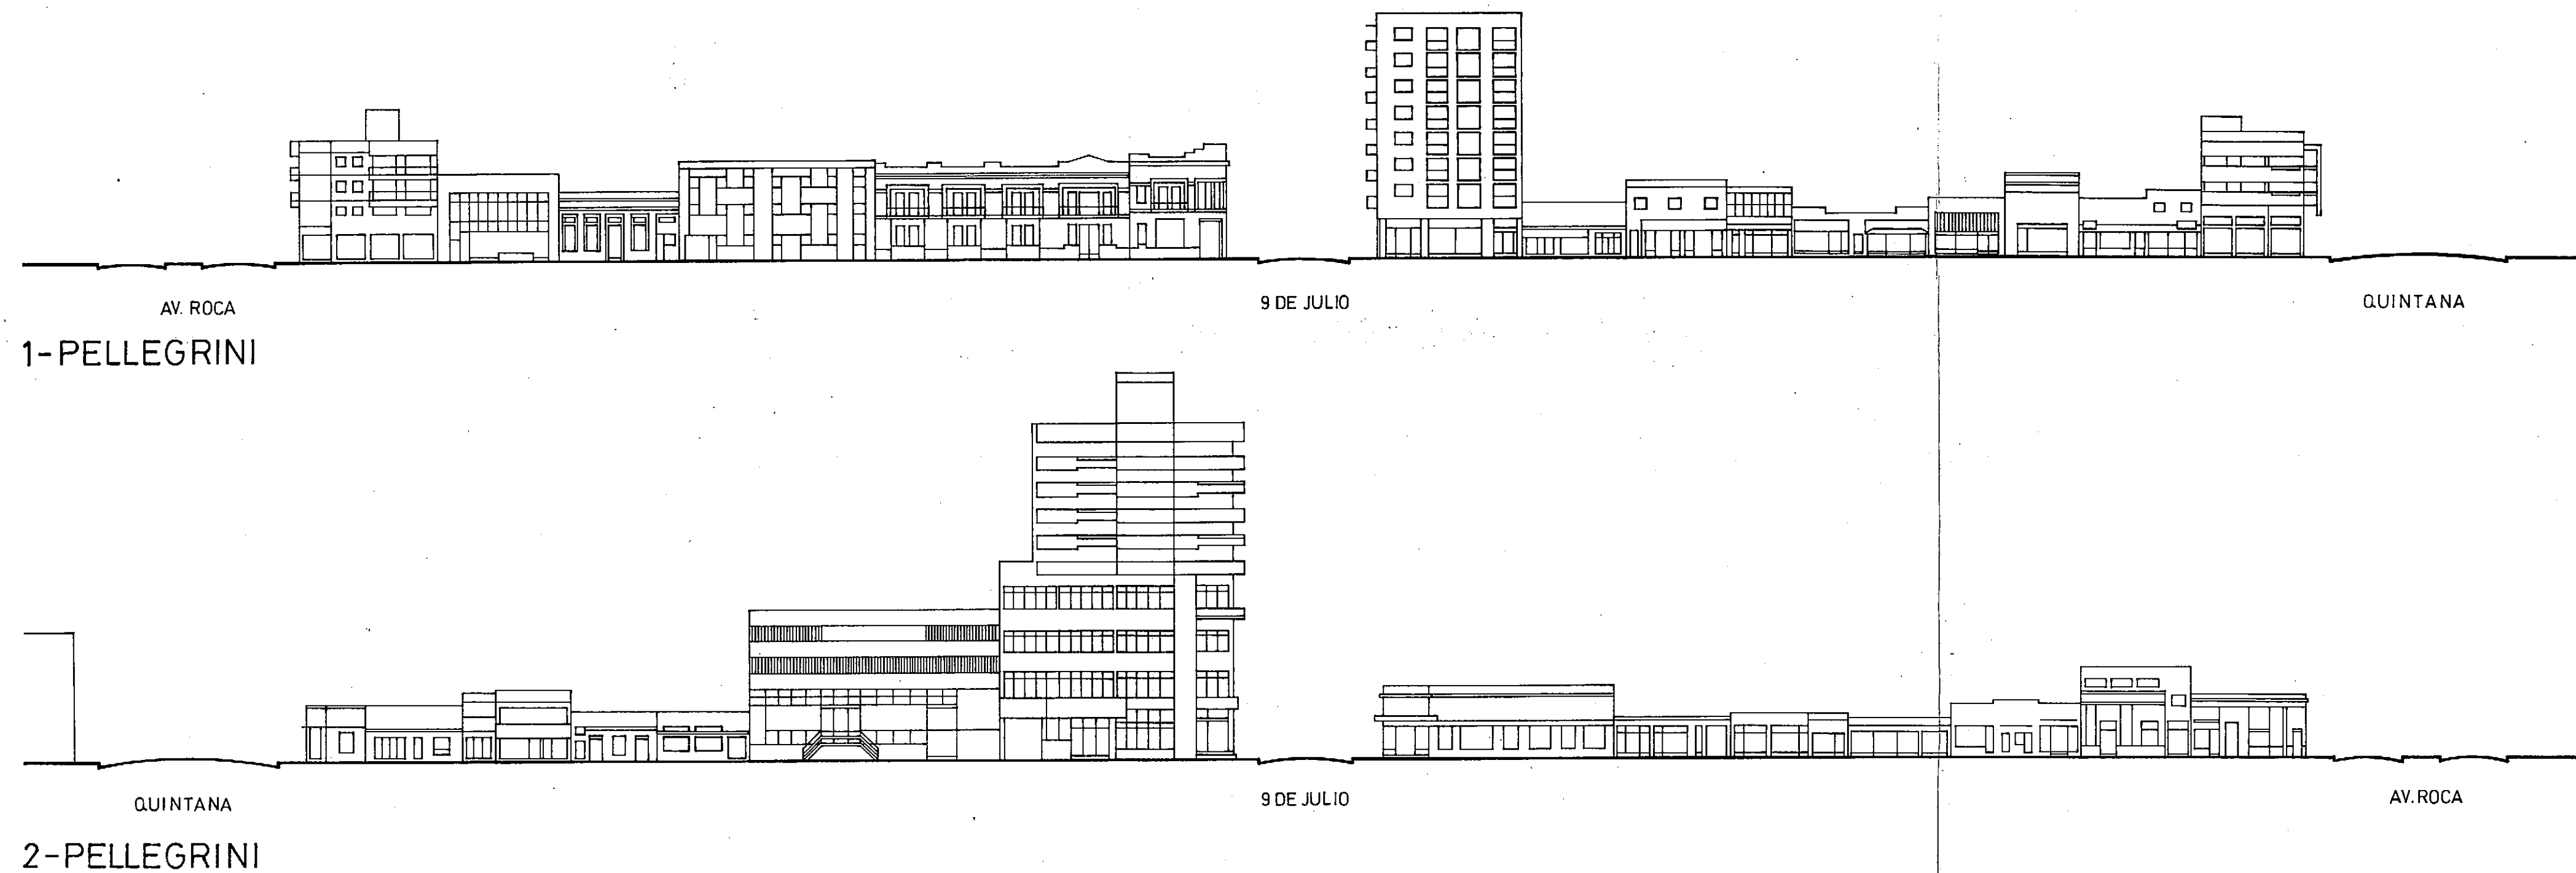 AV. ROCA
9 DE JULIO
QUINTANA
1-PELLEGRINI
QUINTANA
9 DE JULIO
AV. ROCA
2-PELLEGRINI